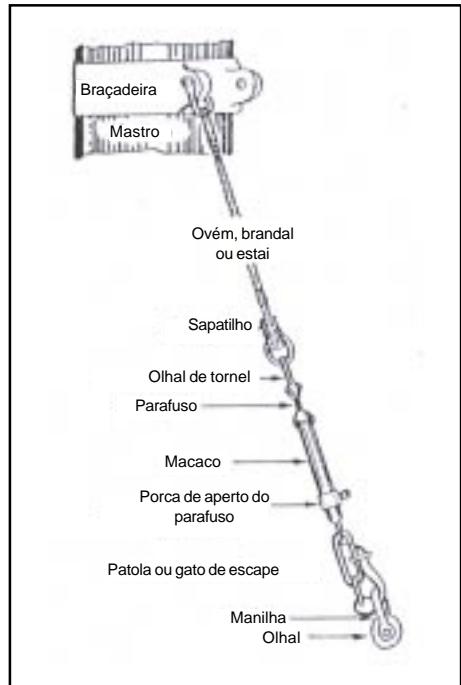 Braçadeira
Mastro
Ovém, brandal
ou estai
Sapatilho
Olhal de tornel
Parafuso
Macaco
Porca de aperto do
parafuso
Patola ou gato de escape
Manilha
Olhal